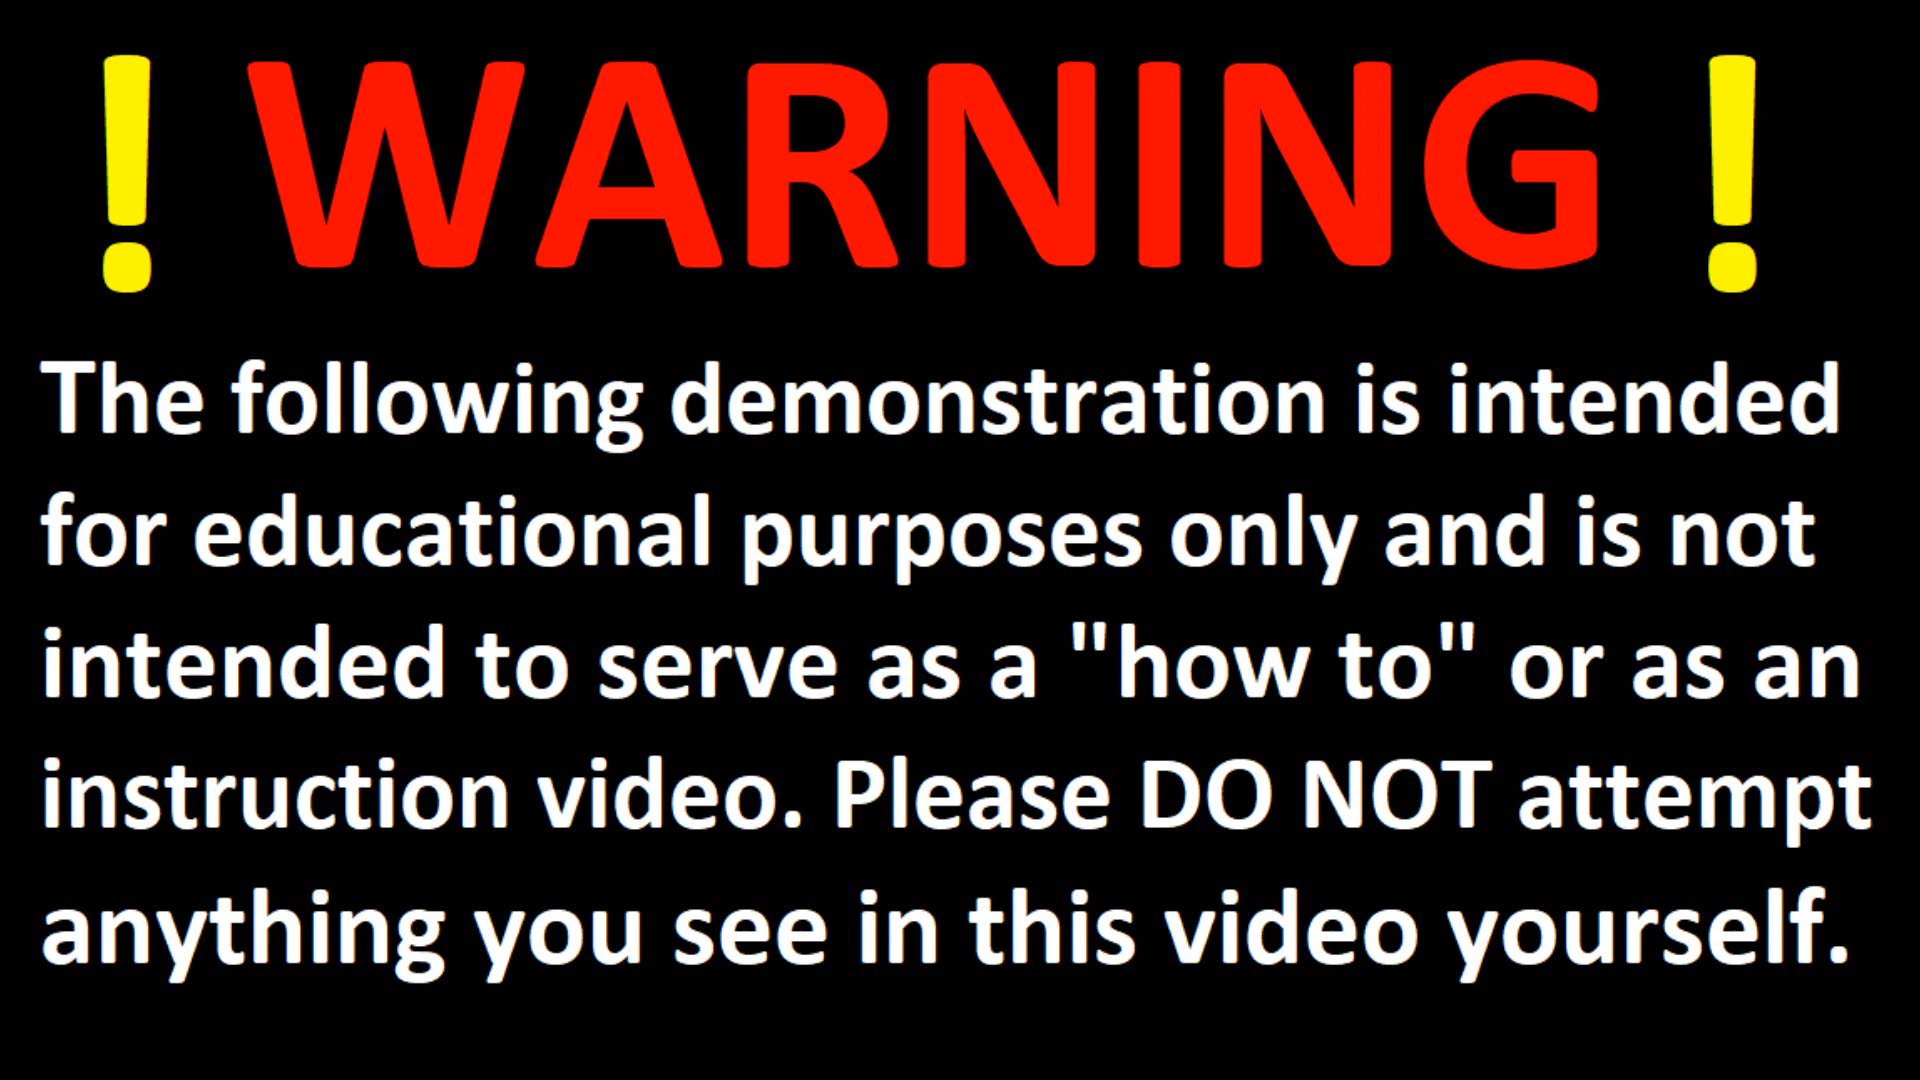 ! WARNING !
The following demonstration is intended
for educational purposes only and is not
intended to serve as a "how to" or as an
instruction video. Please DO NOT attempt
anything you see in this video yourself.